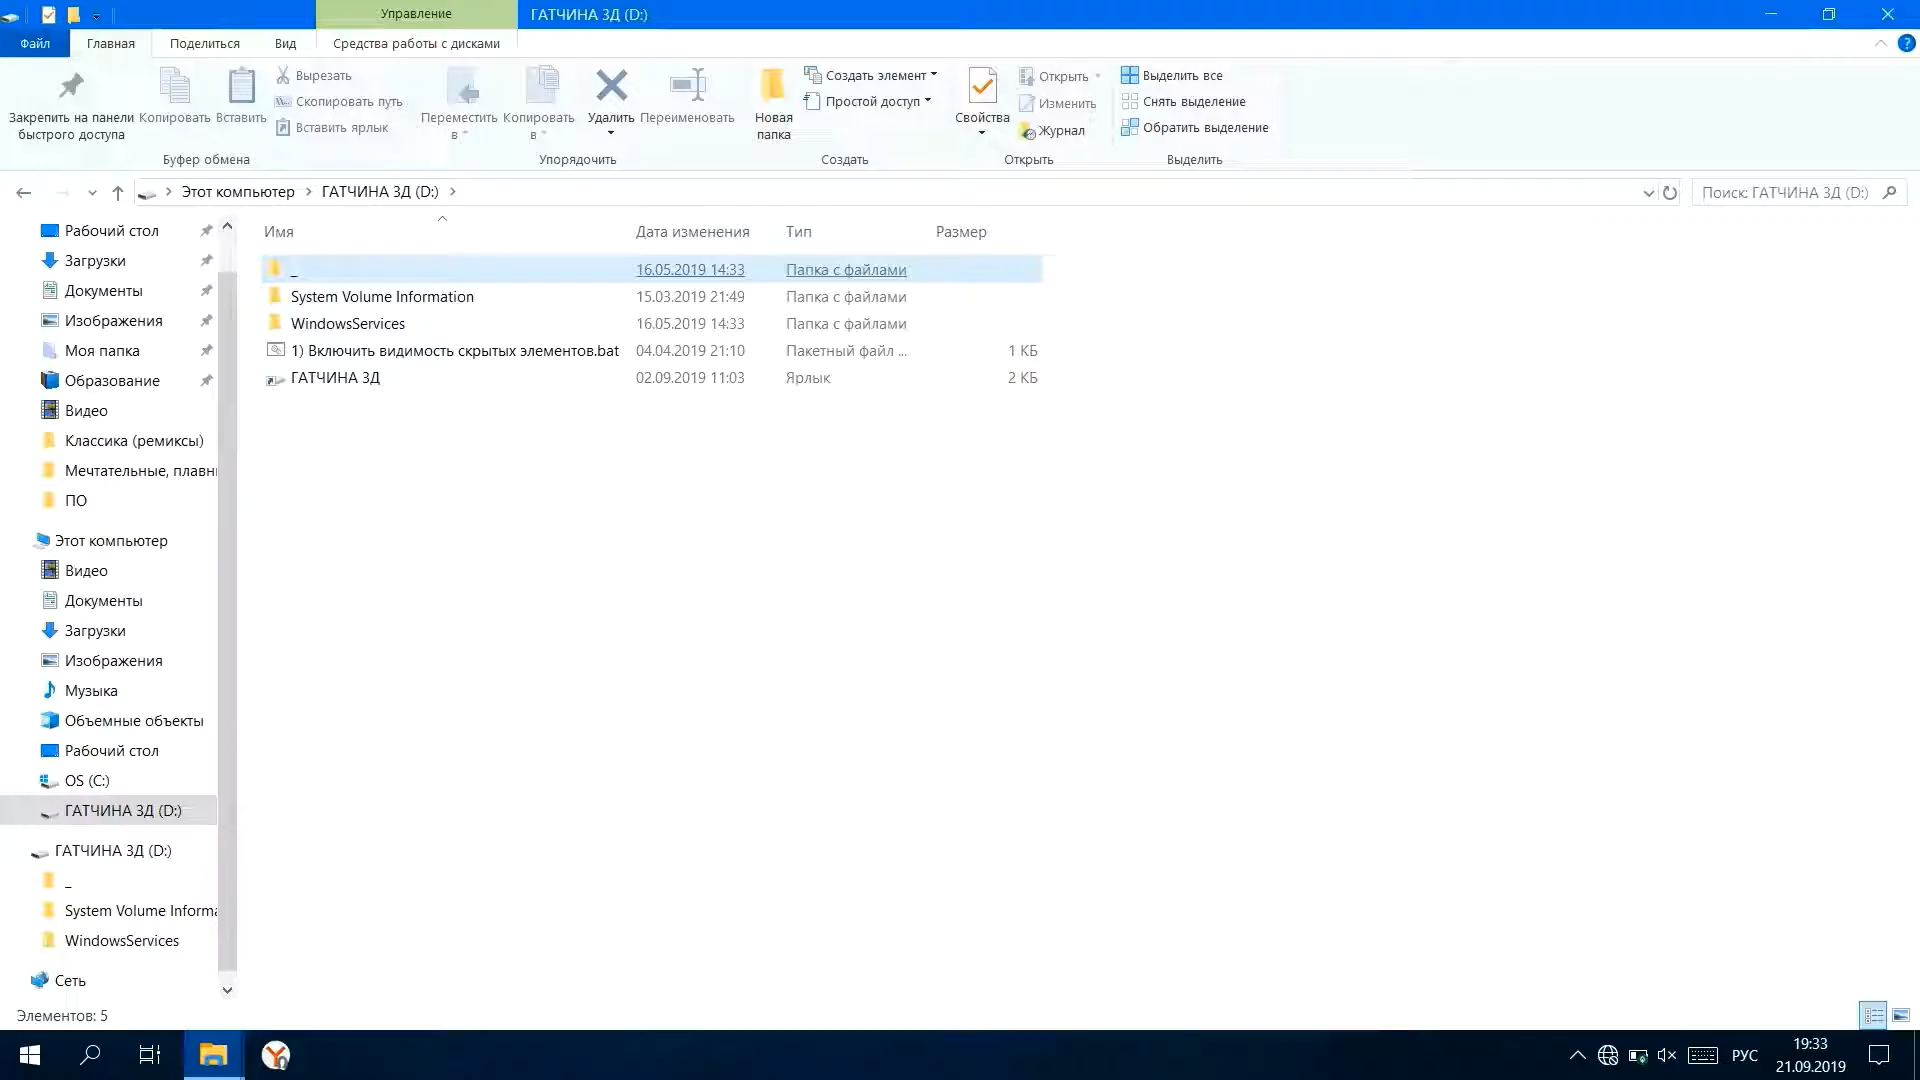 Управление
ГАТЧИНА 3Д (D:)
Файл
Главная
Поделиться
Вид
Средства работы с дисками
Закрепить на панели быстрого доступа
Копировать
Вставить
Вырезать
Скопировать путь
Вставить ярлык
Буфер обмена
Переместить в
Копировать в
Удалить
Переименовать
Упорядочить
Новая папка
Создать элемент
Простой доступ
Создать
Свойства
Открыть
Изменить
Журнал
Открыть
Выделить все
Снять выделение
Обратить выделение
Выделить
Этот компьютер
ГАТЧИНА 3Д (D:)
Поиск: ГАТЧИНА 3Д (D:)
Рабочий стол
Загрузки
Документы
Изображения
Моя папка
Образование
Видео
Классика (ремиксы)
Мечтательные, плавн
ПО
Этот компьютер
Видео
Документы
Загрузки
Изображения
Музыка
Объемные объекты
Рабочий стол
OS (C:)
ГАТЧИНА 3Д (D:)
ГАТЧИНА 3Д (D:)
_
System Volume Informa
WindowsServices
Сеть
Имя Дата изменения Тип Размер
_ 16.05.2019 14:33 Папка с файлами
System Volume Information 15.03.2019 21:49 Папка с файлами
WindowsServices 16.05.2019 14:33 Папка с файлами
1) Включить видимость скрытых элементов.bat 04.04.2019 21:10 Пакетный файл ... 1 КБ
ГАТЧИНА 3Д 02.09.2019 11:03 Ярлык 2 КБ
Элементов: 5
РУС
19:33
21.09.2019